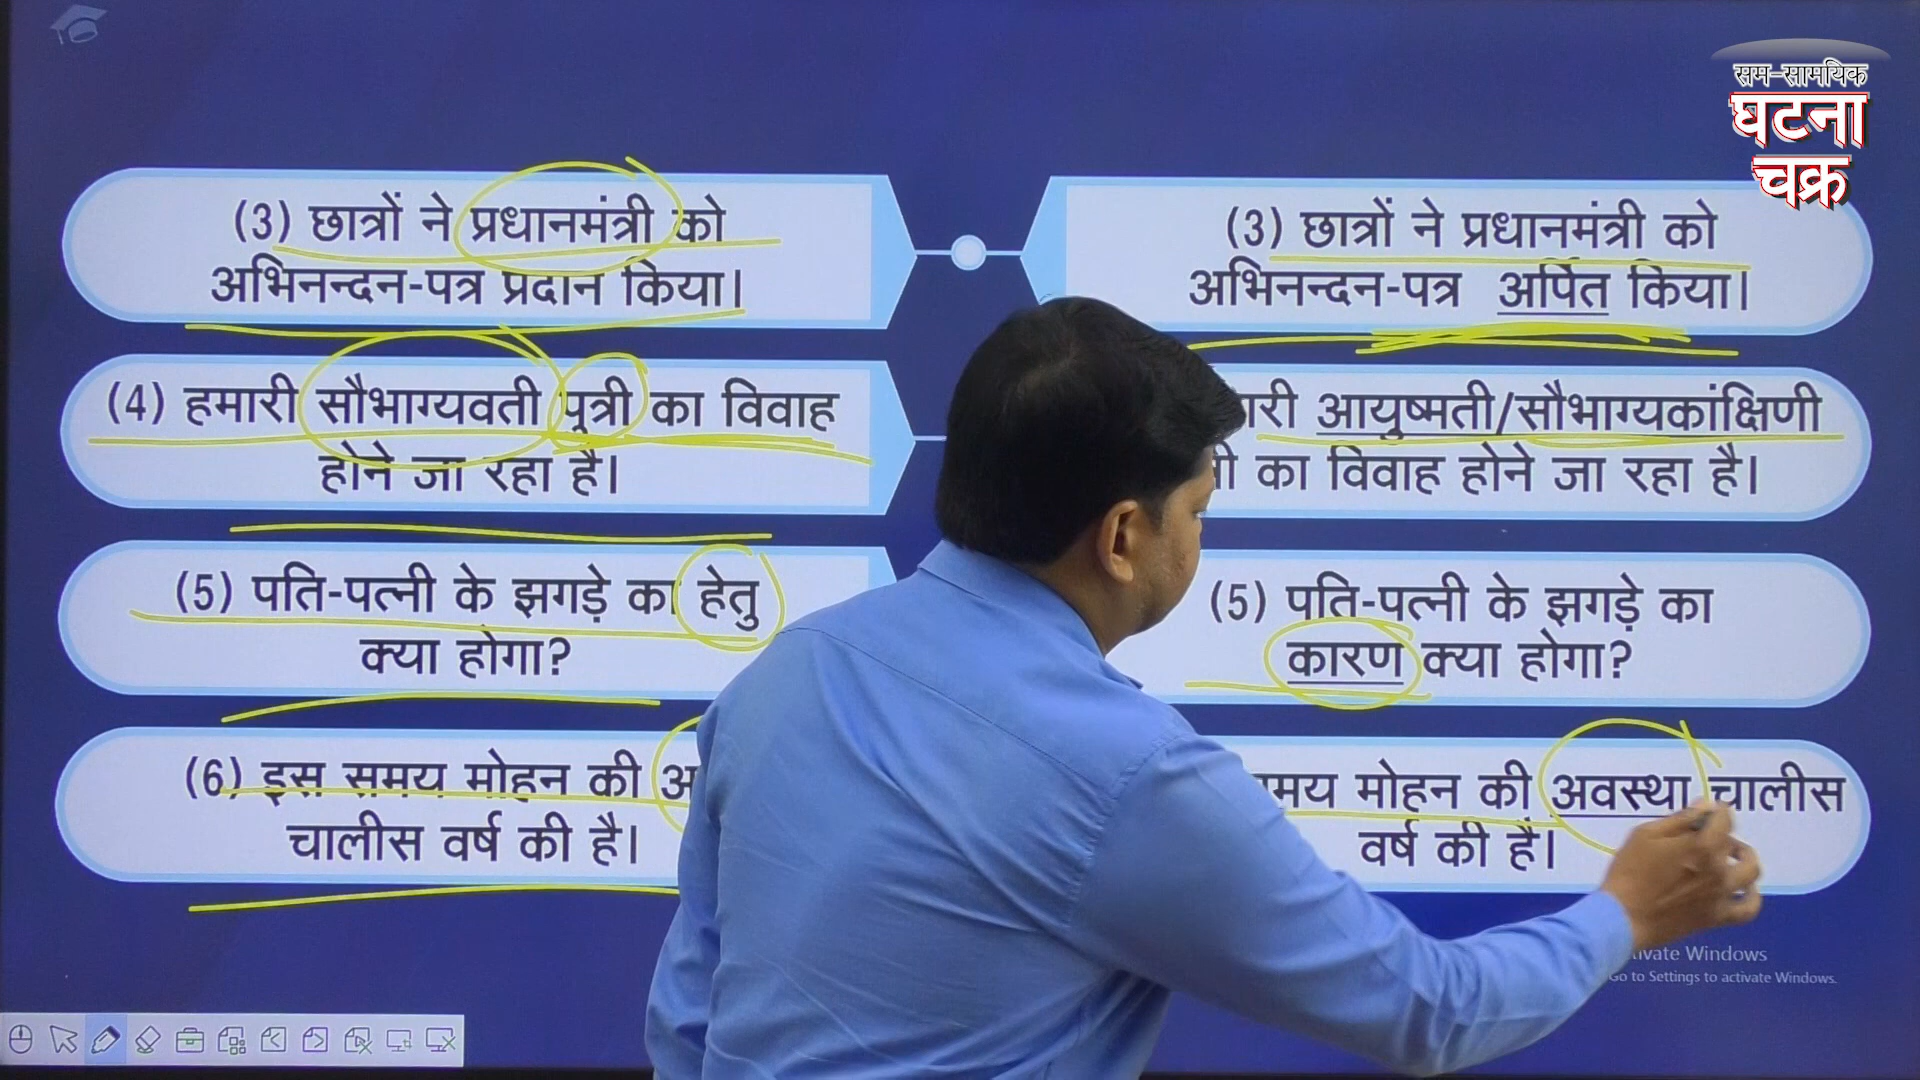 सम-सामयिक
घटना
चक्र
(3) छात्रों ने प्रधानमंत्री को
अभिनन्दन-पत्र प्रदान किया।
(3) छात्रों ने प्रधानमंत्री को
अभिनन्दन-पत्र अर्पित किया।
(4) हमारी सौभाग्यवती पुत्री का विवाह
होने जा रहा है।
आयुष्मती/सौभाग्यकांक्षिणी
का विवाह होने जा रहा है।
(5) पति-पत्नी के झगड़े का हेतु
क्या होगा?
(5) पति-पत्नी के झगड़े का
कारण क्या होगा?
(6) इस समय मोहन की
चालीस वर्ष की है।
मोहन की अवस्था चालीस
वर्ष की है।
Windows
Go to Settings to activate Windows.